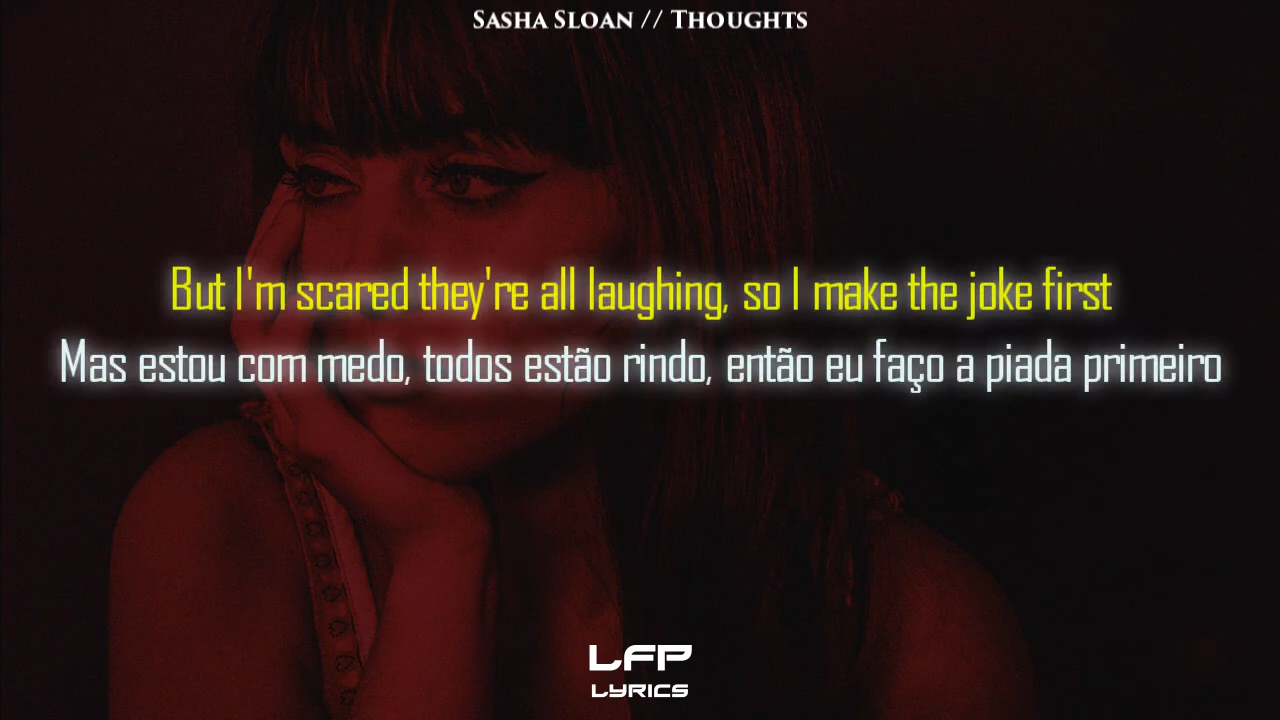 Sasha Sloan // Thoughts
But I'm scared they're all laughing, so I make the joke first
Mas estou com medo, todos estão rindo, então eu faço a piada primeiro
LFP
LYRICS